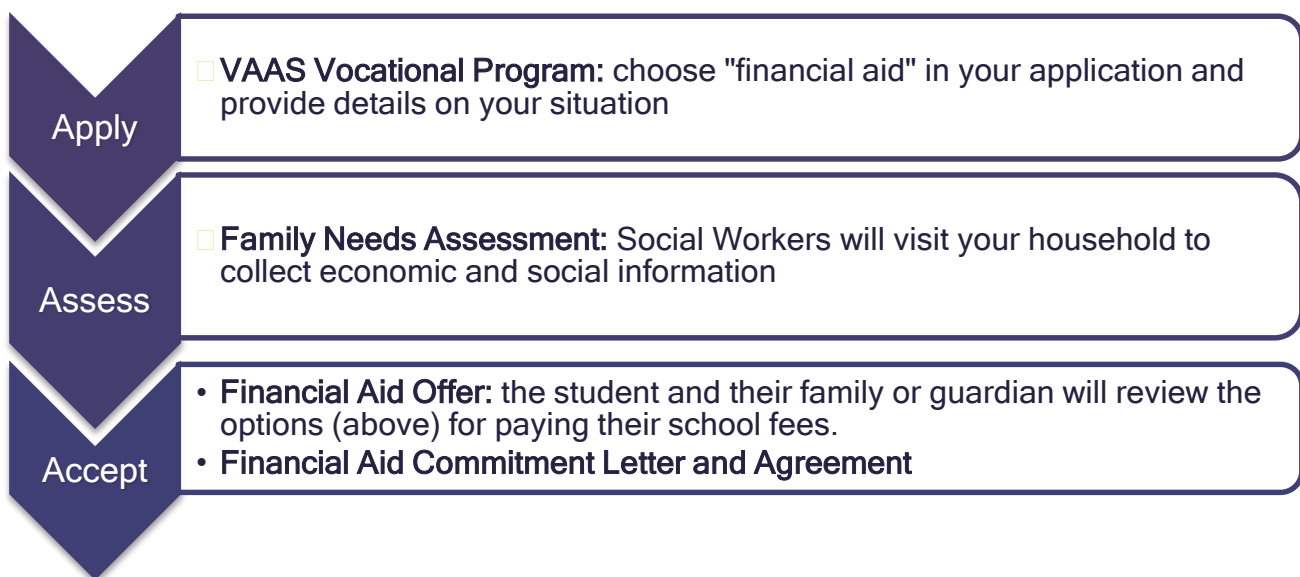 Apply
VAAS Vocational Program: choose "financial aid" in your application and
provide details on your situation
Assess
Family Needs Assessment: Social Workers will visit your household to
collect economic and social information
Accept
• Financial Aid Offer: the student and their family or guardian will review the
options (above) for paying their school fees.
• Financial Aid Commitment Letter and Agreement